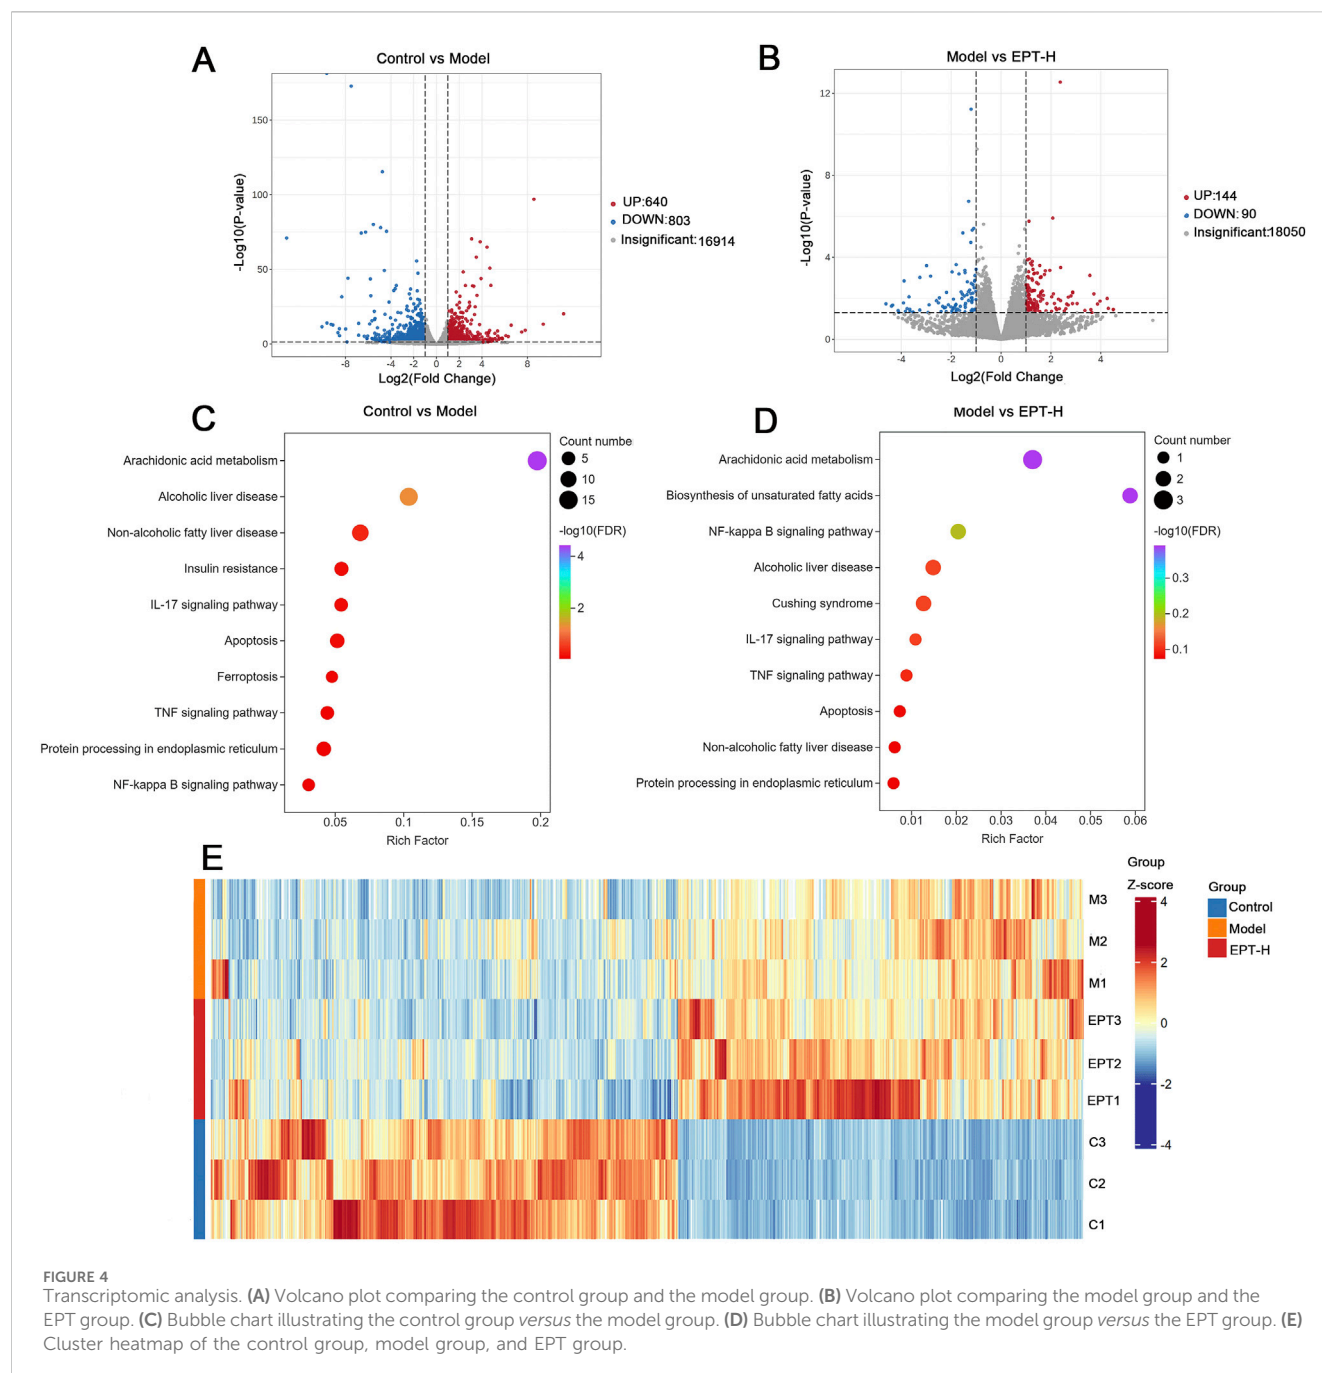 A
Control vs Model
-Log10(P-value)
150
100
50
0
-8
-4
-2
0
2
4
8
Log2(Fold Change)
UP:640
DOWN:803
Insignificant:16914
B
Model vs EPT-H
-Log10(P-value)
12
8
4
0
-4
-2
0
2
4
Log2(Fold Change
UP:144
DOWN: 90
Insignificant:18050
C
Control vs Model
Arachidonic acid metabolism
Alcoholic liver disease
Non-alcoholic fatty liver disease
Insulin resistance
IL-17 signaling pathway
Apoptosis
Ferroptosis
TNF signaling pathway
Protein processing in endoplasmic reticulum
NF-kappa B signaling pathway
0.05
0.1
0.15
0.2
Rich Factor
Count numbe
5
10
15
-log10(FDR)
4
2
D
Model vs EPT-H
Arachidonic acid metabolism
Biosynthesis of unsaturated fatty acids
NF-kappa B signaling pathway
Alcoholic liver disease
Cushing syndrome
IL-17 signaling pathway
TNF signaling pathway
Apoptosis
Non-alcoholic fatty liver disease
Protein processing in endoplasmic reticulum
0.01
0.02
0.03
0.04
0.05
0.06
Rich Factor
Count number
1
2
3
-log10(FDR)
0.3
0.2
0.1
E
M3
M2
M1
EPT3
EPT2
EPT1
C3
C2
C1
Group
Z-score
4
2
0
-2
-4
Group
Control
Model
EPT-H
FIGURE 4
Transcriptomic analysis. (A) Volcano plot comparing the control group and the model group. (B) Volcano plot comparing the model group and the
EPT group. (C) Bubble chart illustrating the control group versus the model group. (D) Bubble chart illustrating the model group versus the EPT group. (E)
Cluster heatmap of the control group, model group, and EPT group.